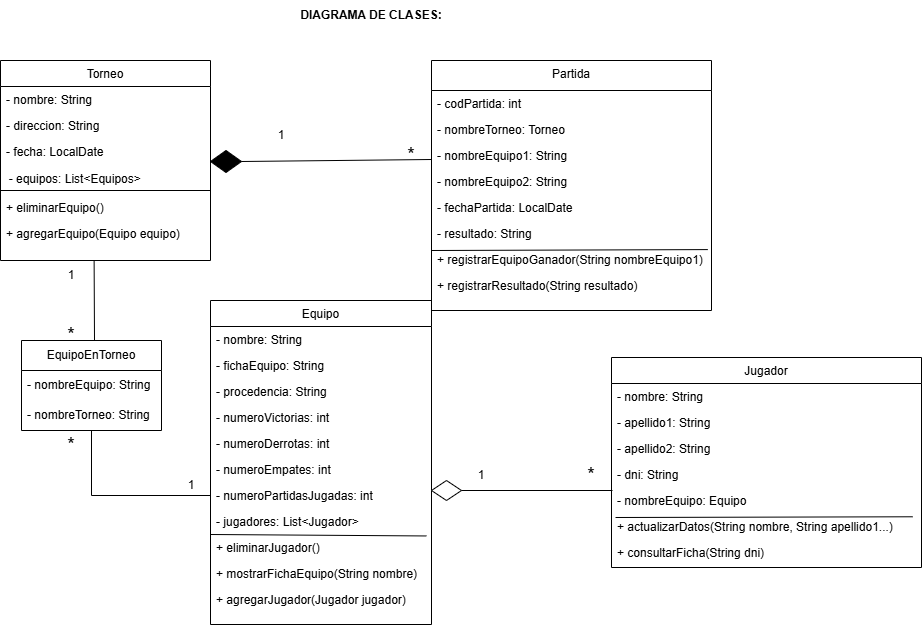 DIAGRAMA DE CLASES:
Torneo
- nombre: String
- direccion: String
- fecha: LocalDate
- equipos: List<Equipos>
+ eliminarEquipo()
+ agregarEquipo(Equipo equipo)
1
*
Partida
- codPartida: int
- nombreTorneo: Torneo
- nombreEquipo1: String
- nombreEquipo2: String
- fechaPartida: LocalDate
- resultado: String
+ registrarEquipoGanador(String nombreEquipo1)
+ registrarResultado(String resultado)
1
*
EquipoEnTorneo
- nombreEquipo: String
- nombreTorneo: String
*
1
Equipo
- nombre: String
- fichaEquipo: String
- procedencia: String
- numeroVictorias: int
- numeroDerrotas: int
- numeroEmpates: int
- numeroPartidasJugadas: int
- jugadores: List<Jugador>
+ eliminarJugador()
+ mostrarFichaEquipo(String nombre)
+ agregarJugador(Jugador jugador)
1
*
Jugador
- nombre: String
- apellido1: String
- apellido2: String
- dni: String
- nombreEquipo: Equipo
+ actualizarDatos(String nombre, String apellido1...)
+ consultarFicha(String dni)